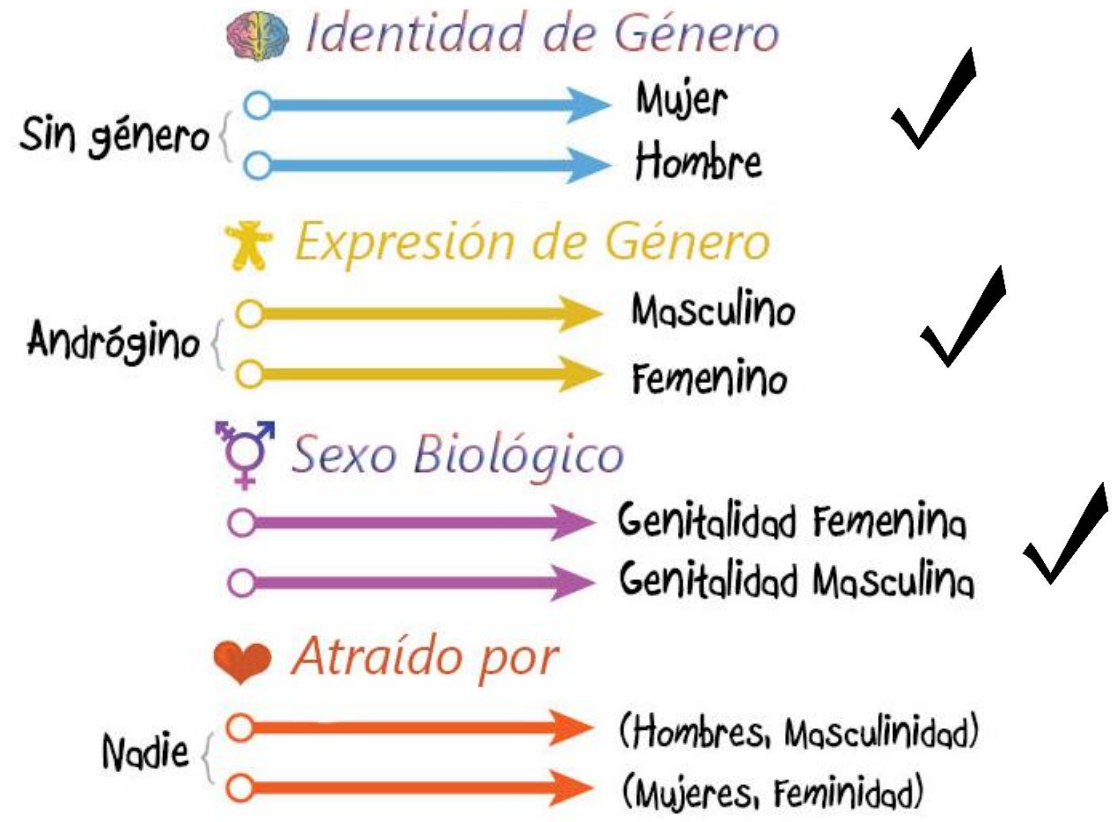 Identidad de Género
Mujer
Sin género
Hombre
Expresión de Género
Masculino
Andrógino
Femenino
Sexo Biológico
Genitalidad Femenina
Genitalidad Masculina
Atraído por
(Hombres, Masculinidad)
Nadie
(Mujeres, Feminidad)